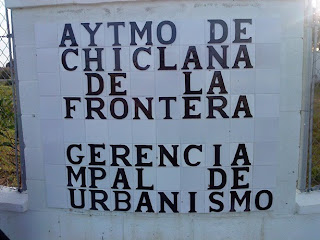 AYTMO DE
CHICLANA
DE LA
FRONTERA
GERENCIA
MPAL DE
URBANISMO